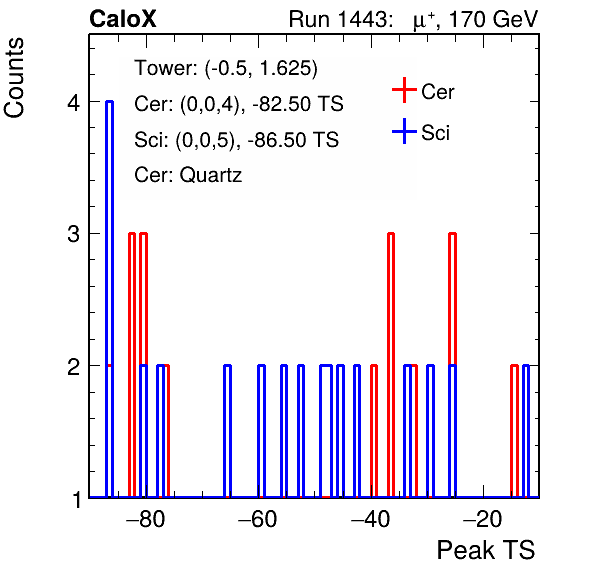 CaloX Run 1443: μ⁺, 170 GeV
Counts
Tower: (-0.5, 1.625)
Cer: (0,0,4), -82.50 TS
Sci: (0,0,5), -86.50 TS
Cer: Quartz
Cer
Sci
4
3
2
1
−80 −60 −40 −20
Peak TS